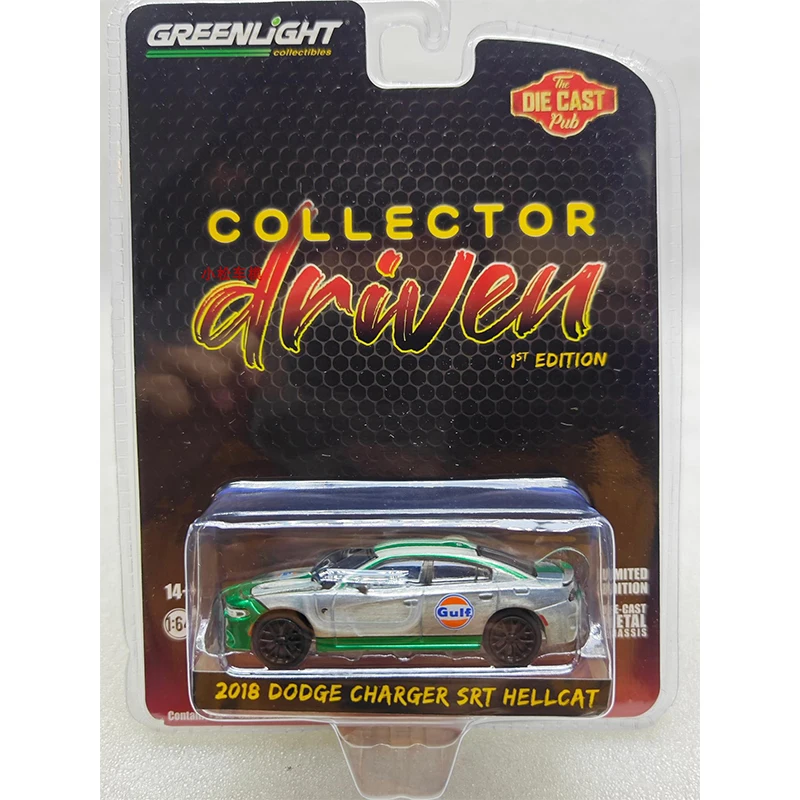 GREENLIGHT
collectibles
The
DIE CAST
Pub
COLLECTOR
driven
1ST EDITION
Gulf
14+
1:64
DIE-CAST
METAL
CHASSIS
LIMITED
EDITION
2018 DODGE CHARGER SRT HELLCAT